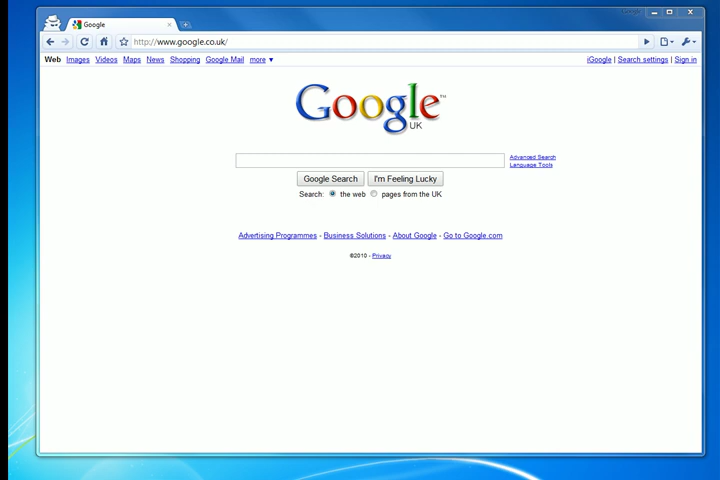 Google
http://www.google.co.uk/
Web Images Videos Maps News Shopping Google Mail more ▼
iGoogle | Search settings | Sign in
Google™
UK
Advanced Search
Language Tools
Google Search I'm Feeling Lucky
Search: the web pages from the UK
Advertising Programmes - Business Solutions - About Google - Go to Google.com
©2010 - Privacy